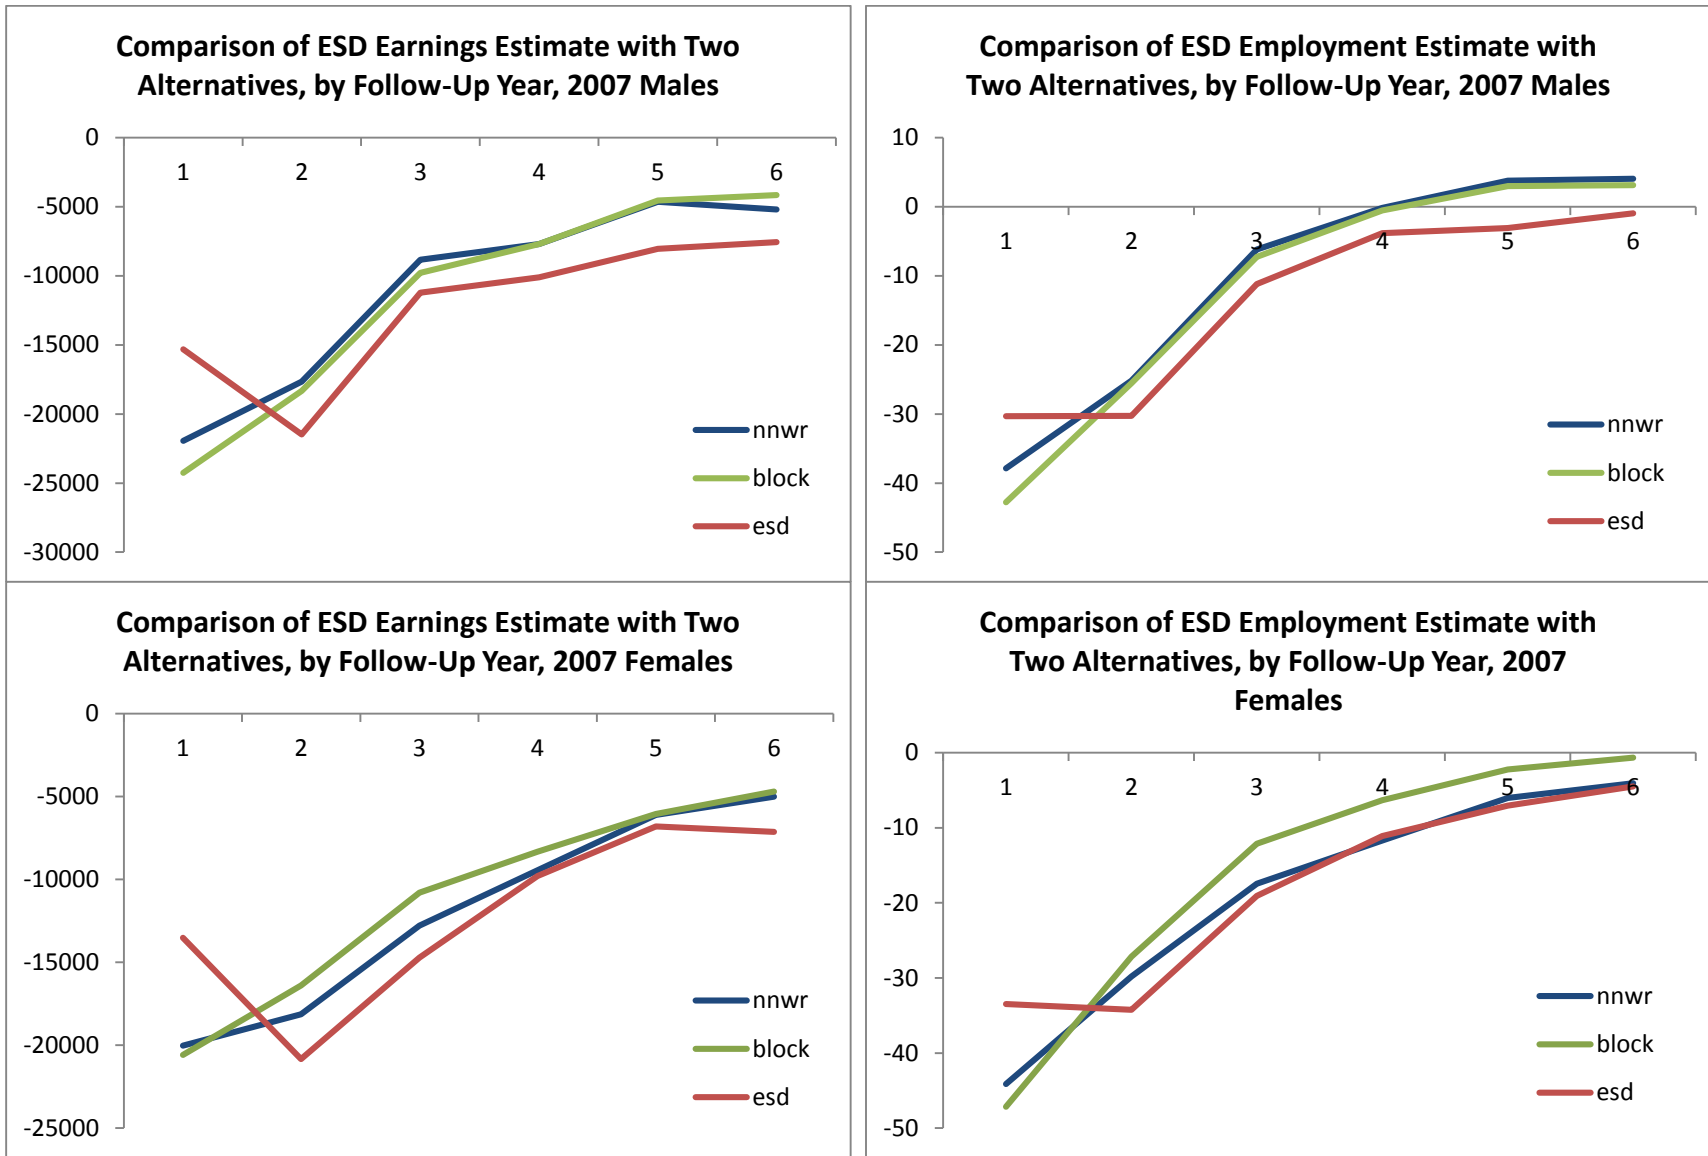 Comparison of ESD Earnings Estimate with Two
Alternatives, by Follow-Up Year, 2007 Males
0
-5000
-10000
-15000
-20000
-25000
-30000
1 2 3 4 5 6
nnwr
block
esd
Comparison of ESD Employment Estimate with
Two Alternatives, by Follow-Up Year, 2007 Males
10
0
-10
-20
-30
-40
-50
1 2 3 4 5 6
nnwr
block
esd
Comparison of ESD Earnings Estimate with Two
Alternatives, by Follow-Up Year, 2007 Females
0
-5000
-10000
-15000
-20000
-25000
1 2 3 4 5 6
nnwr
block
esd
Comparison of ESD Employment Estimate with
Two Alternatives, by Follow-Up Year, 2007
Females
0
-10
-20
-30
-40
-50
1 2 3 4 5 6
nnwr
block
esd